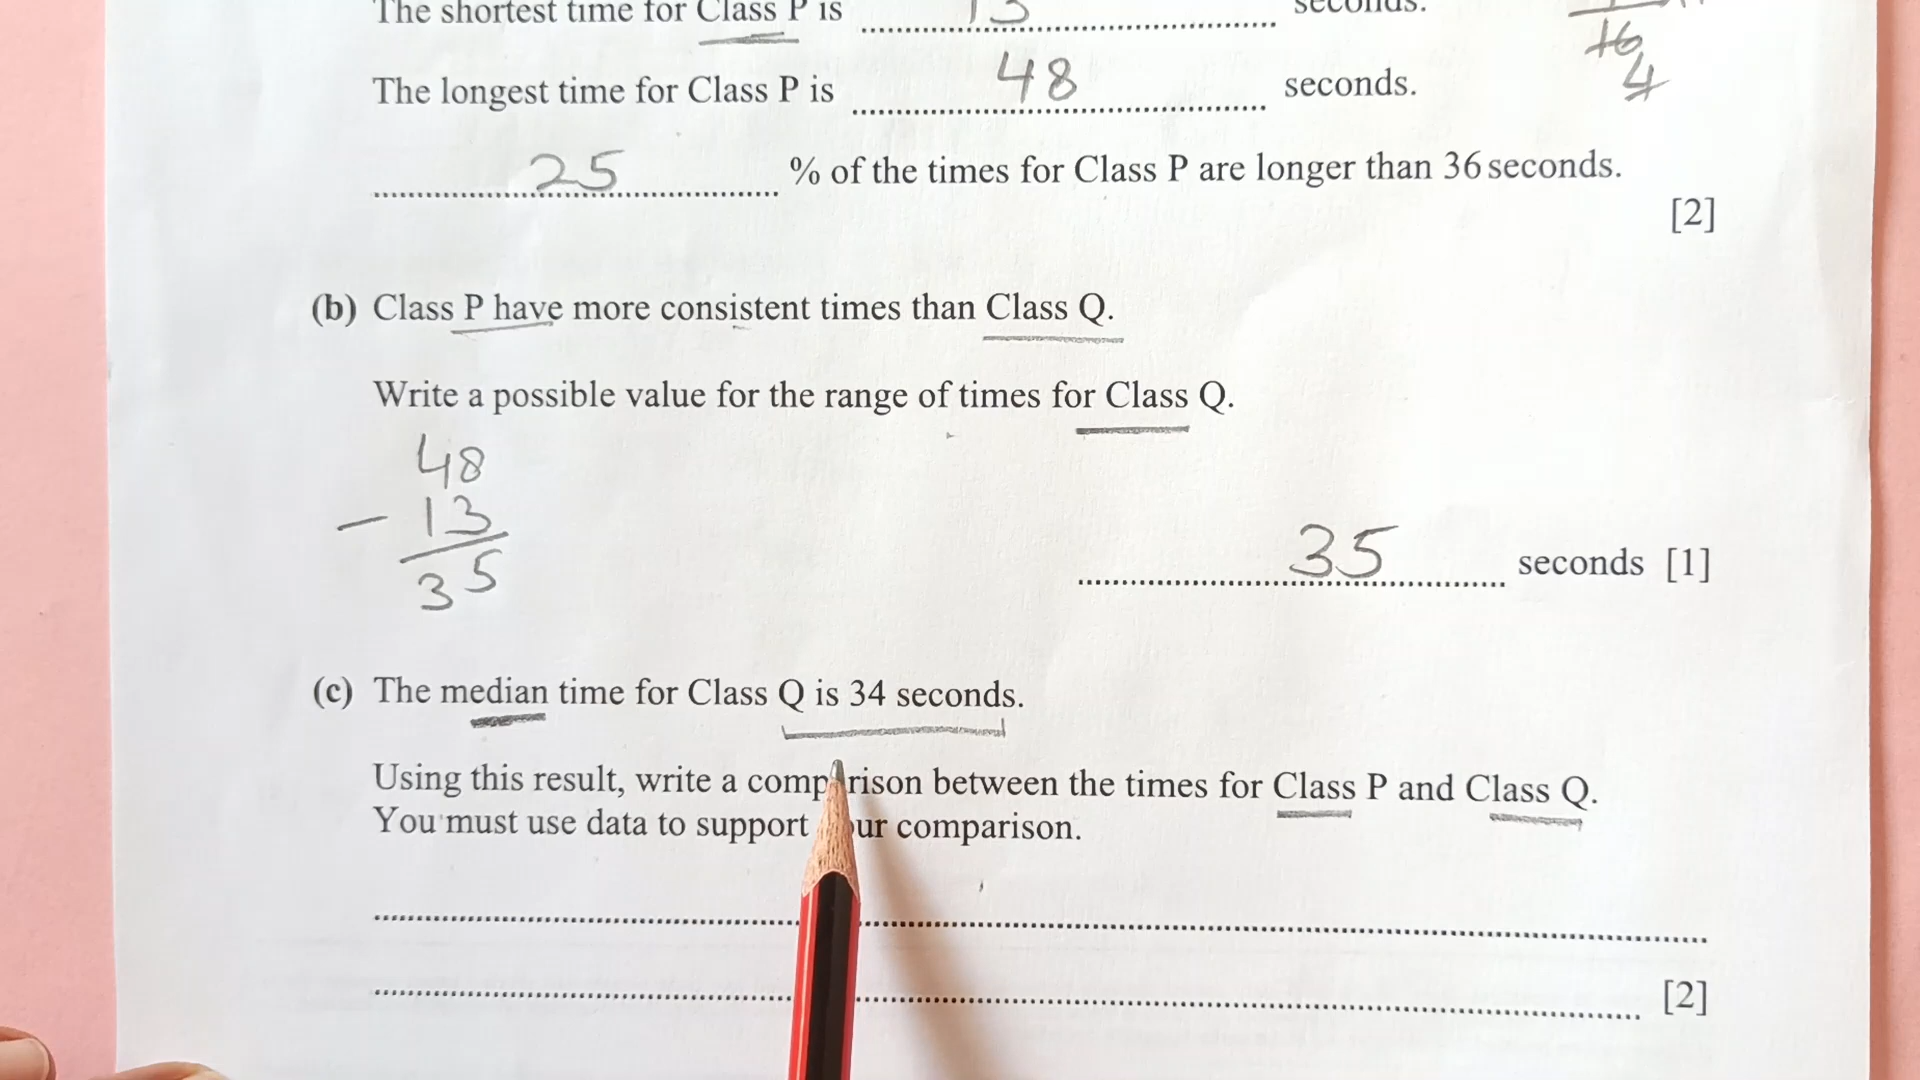 The shortest time for Class P is 13 seconds.
The longest time for Class P is 48 seconds.
16
4
25 % of the times for Class P are longer than 36 seconds.
[2]
(b) Class P have more consistent times than Class Q.
Write a possible value for the range of times for Class Q.
48
- 13
35
35 seconds [1]
(c) The median time for Class Q is 34 seconds.
Using this result, write a comparison between the times for Class P and Class Q.
You must use data to support your comparison.
[2]